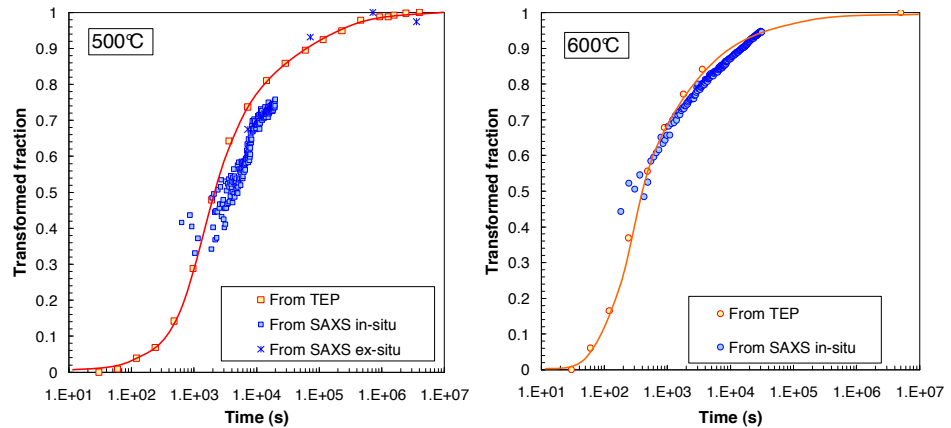 500°C
Transformed fraction
1
0.9
0.8
0.7
0.6
0.5
0.4
0.3
0.2
0.1
0
From TEP
From SAXS in-situ
From SAXS ex-situ
1.E+01 1.E+02 1.E+03 1.E+04 1.E+05 1.E+06 1.E+07
Time (s)
600°C
Transformed fraction
1
0.9
0.8
0.7
0.6
0.5
0.4
0.3
0.2
0.1
0
From TEP
From SAXS in-situ
1.E+01 1.E+02 1.E+03 1.E+04 1.E+05 1.E+06 1.E+07
Time (s)